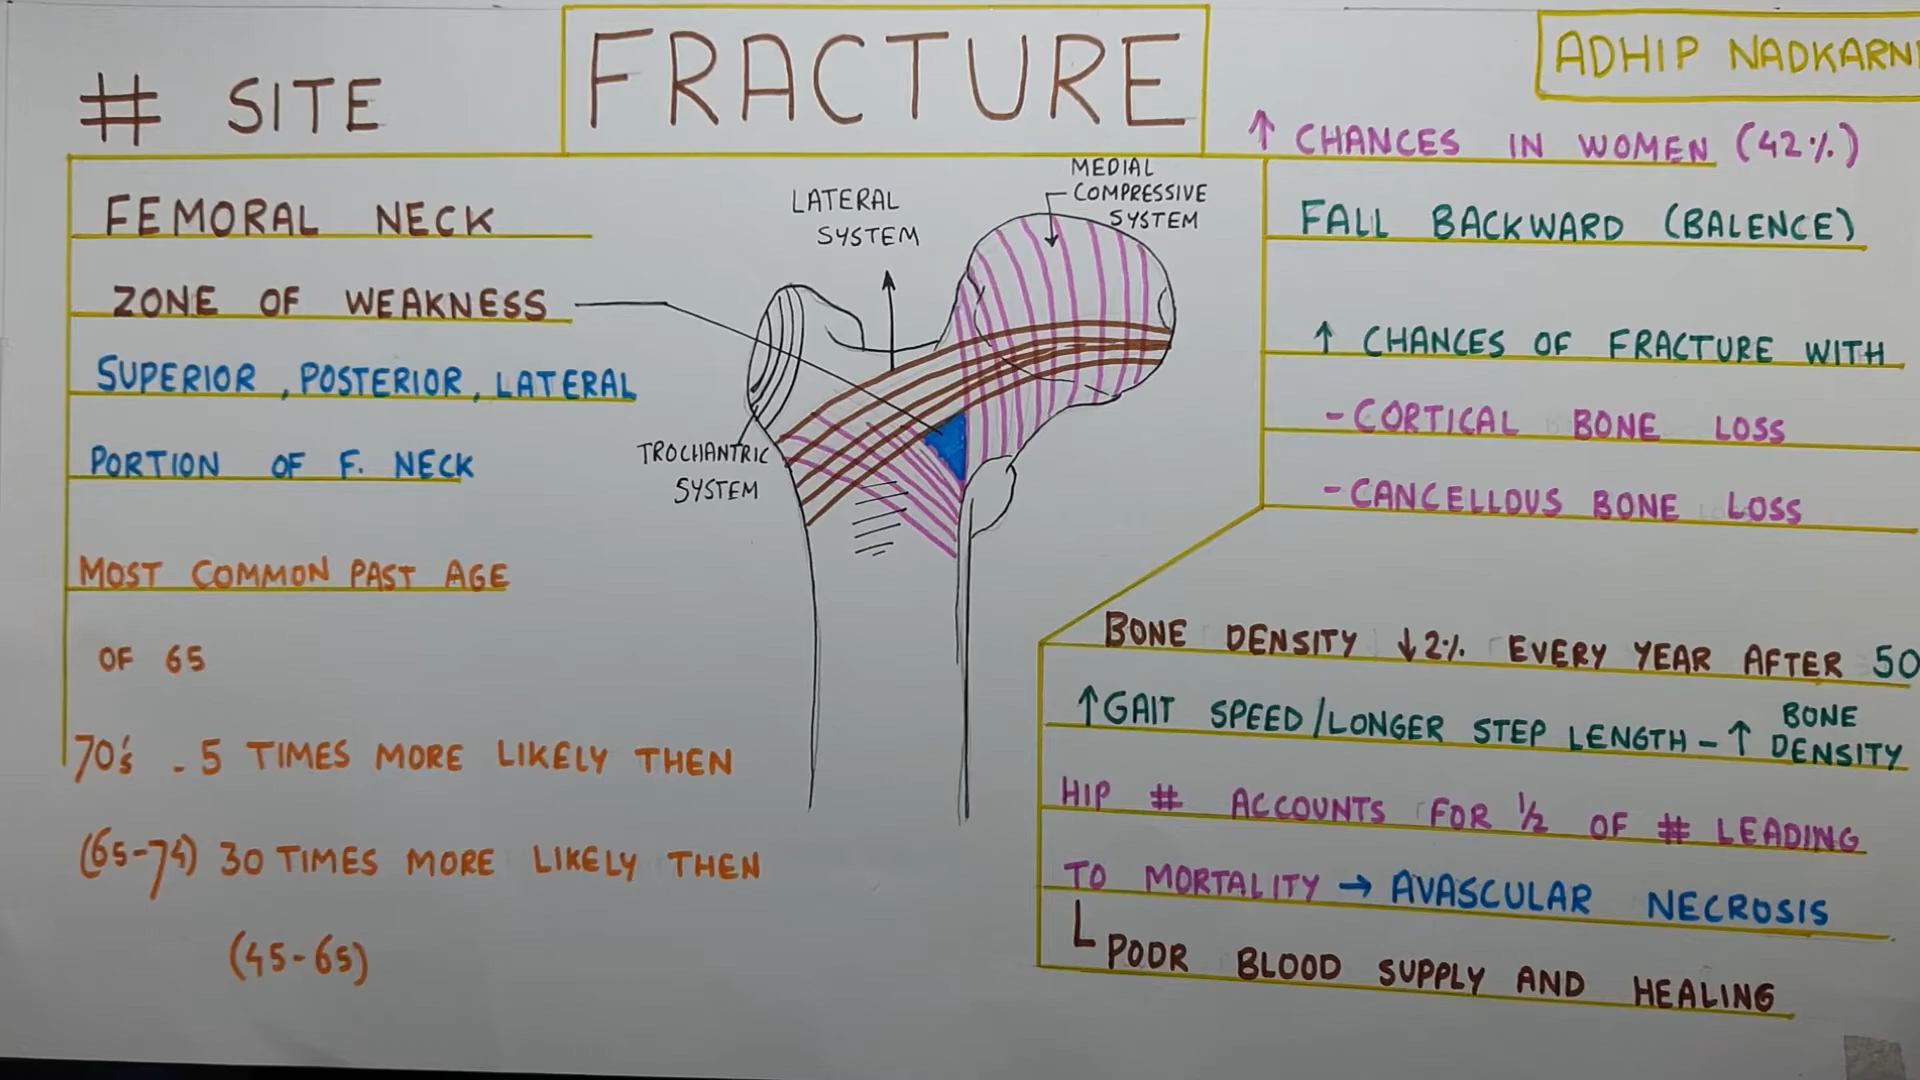 FRACTURE
ADHIP NADKARNI
# SITE
FEMORAL NECK
ZONE OF WEAKNESS
SUPERIOR, POSTERIOR, LATERAL
PORTION OF F. NECK
MOST COMMON PAST AGE
OF 65
70's - 5 TIMES MORE LIKELY THEN
(65-74) 30 TIMES MORE LIKELY THEN
(45-65)
LATERAL
SYSTEM
MEDIAL
COMPRESSIVE
SYSTEM
TROCHANTRIC
SYSTEM
↑ CHANCES IN WOMEN (42%)
FALL BACKWARD (BALENCE)
↑ CHANCES OF FRACTURE WITH
- CORTICAL BONE LOSS
- CANCELLOUS BONE LOSS
BONE DENSITY ↓2% EVERY YEAR AFTER 50
↑GAIT SPEED/LONGER STEP LENGTH - ↑ BONE
DENSITY
HIP # ACCOUNTS FOR 1/2 OF # LEADING
TO MORTALITY → AVASCULAR NECROSIS
POOR BLOOD SUPPLY AND HEALING